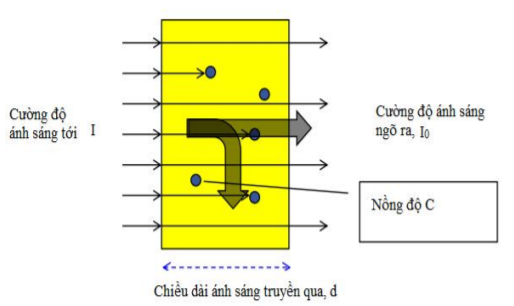 Cường độ
ánh sáng tới I
Cường độ ánh sáng
ngõ ra, I0
Nồng độ C
Chiều dài ánh sáng truyền qua, d